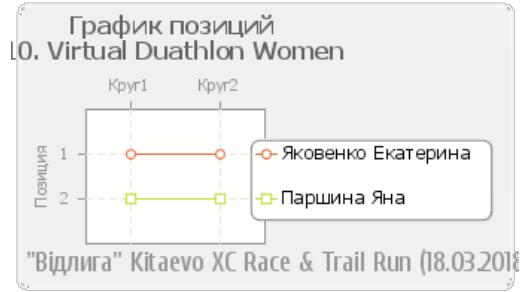 График позиций
10. Virtual Duathlon Women
Круг1 Круг2
Позиция
1
2
Яковенко Екатерина
Паршина Яна
"Відлига" Kitaevo XC Race & Trail Run (18.03.2018